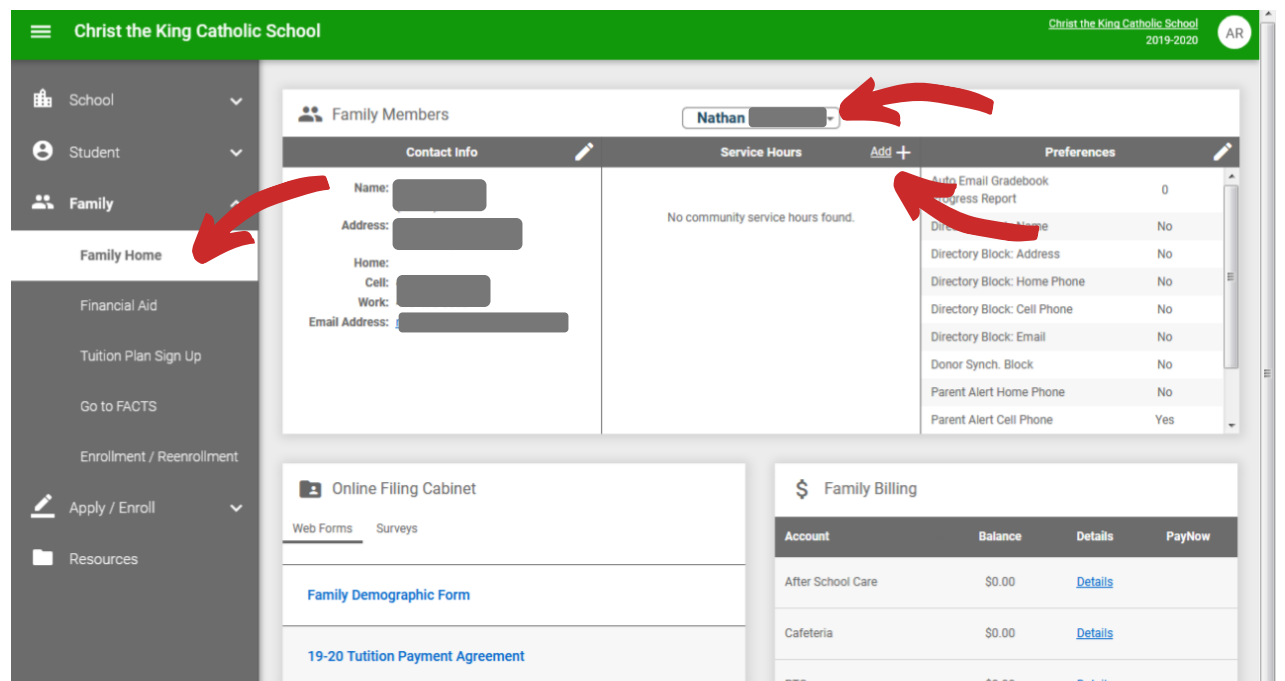 Christ the King Catholic School
Christ the King Catholic School
2019-2020
AR
School
Student
Family
Family Home
Financial Aid
Tuition Plan Sign Up
Go to FACTS
Enrollment / Reenrollment
Apply / Enroll
Resources
Family Members
Nathan
Contact Info
Service Hours
Add
Preferences
Name:
Address:
Home:
Cell:
Work:
Email Address:
No community service hours found.
Auto Email Gradebook
Progress Report 0
Directory Block: Name No
Directory Block: Address No
Directory Block: Home Phone No
Directory Block: Cell Phone No
Directory Block: Email No
Donor Synch. Block No
Parent Alert Home Phone No
Parent Alert Cell Phone Yes
Online Filing Cabinet
Web Forms Surveys
Family Demographic Form
19-20 Tutition Payment Agreement
$ Family Billing
Account Balance Details PayNow
After School Care $0.00 Details
Cafeteria $0.00 Details